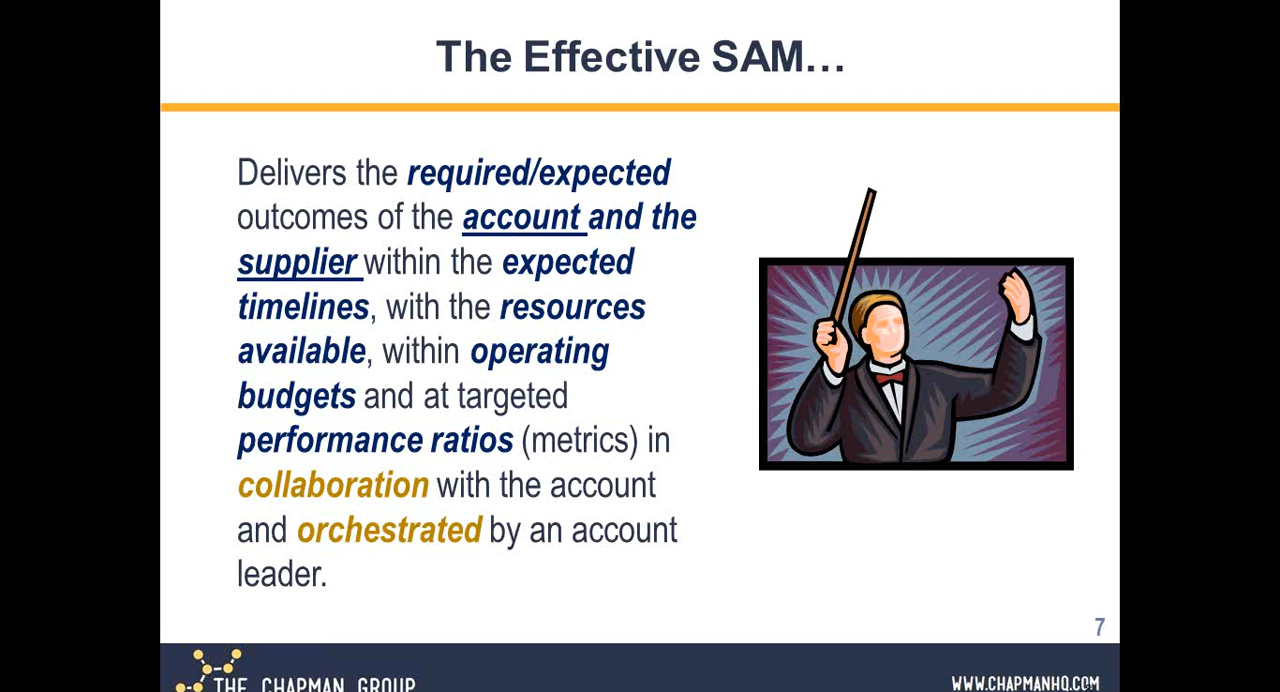 The Effective SAM...
Delivers the required/expected
outcomes of the account and the
supplier within the expected
timelines, with the resources
available, within operating
budgets and at targeted
performance ratios (metrics) in
collaboration with the account
and orchestrated by an account
leader.
7
THE CHAPMAN GROUP
WWW.CHAPMANHQ.COM